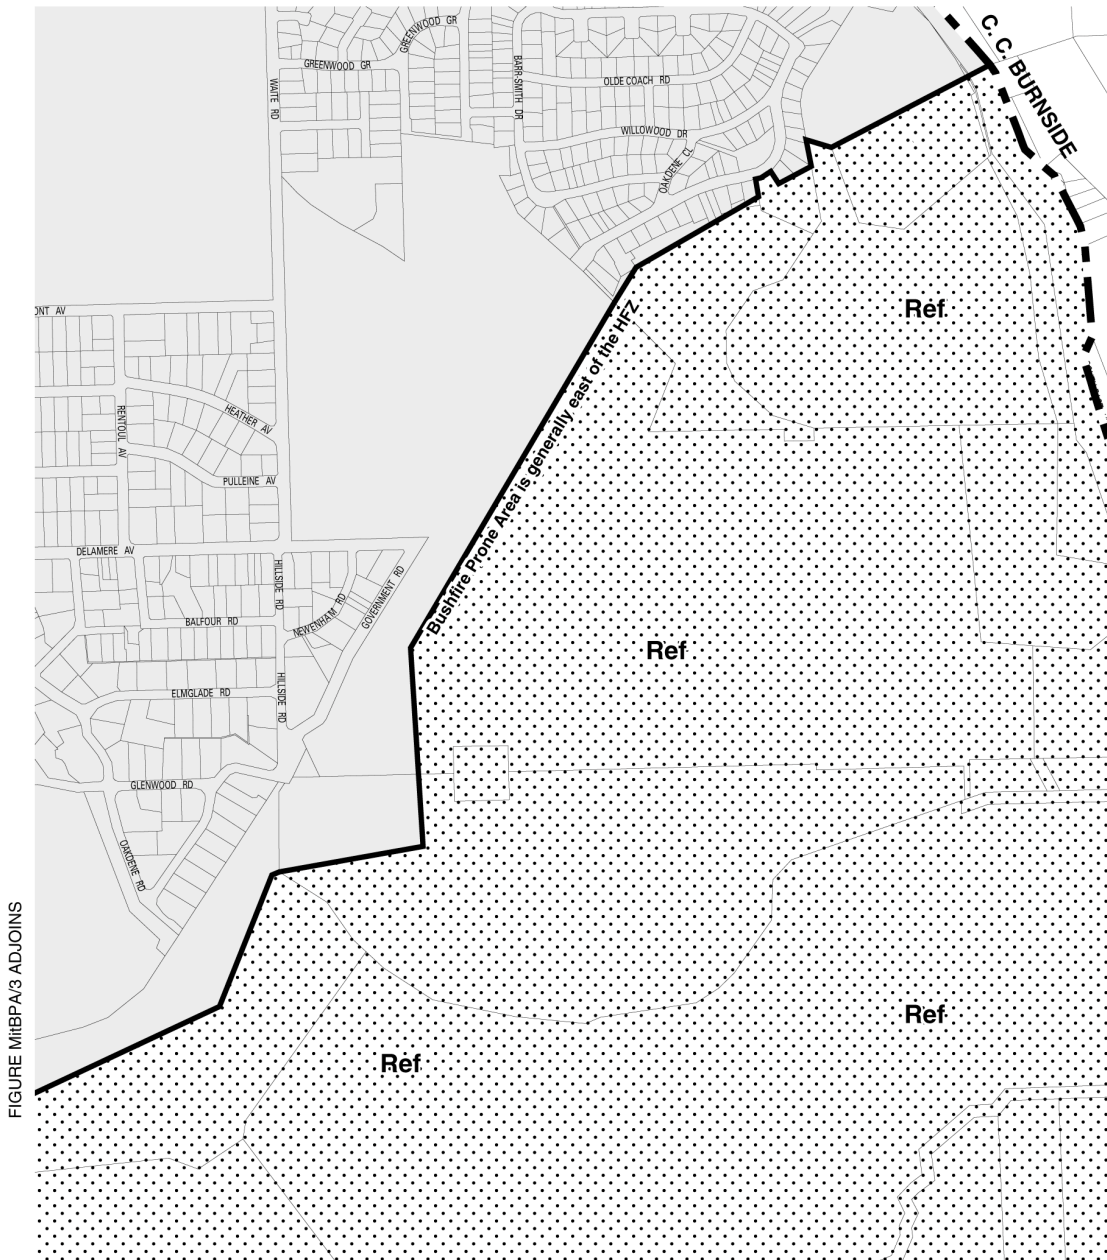 GREENWOOD GR
C. C. BURNSIDE
GREENWOOD GR
WAITE RD
BARR-SMITH DR
OLDE COACH RD
WILLOWOOD DR
OAKDENE CL
Ref
ONT AV
Bushfire Prone Area is generally east of the HFZ
HEATHER AV
RENTOUL AV
PULLEINE AV
DELAMERE AV
HILLSIDE RD
NEWENHAM RD
GOVERNMENT RD
BALFOUR RD
Ref
ELMGLADE RD
HILLSIDE RD
GLENWOOD RD
OAKDENE RD
FIGURE MitBPA/3 ADJOINS
Ref
Ref